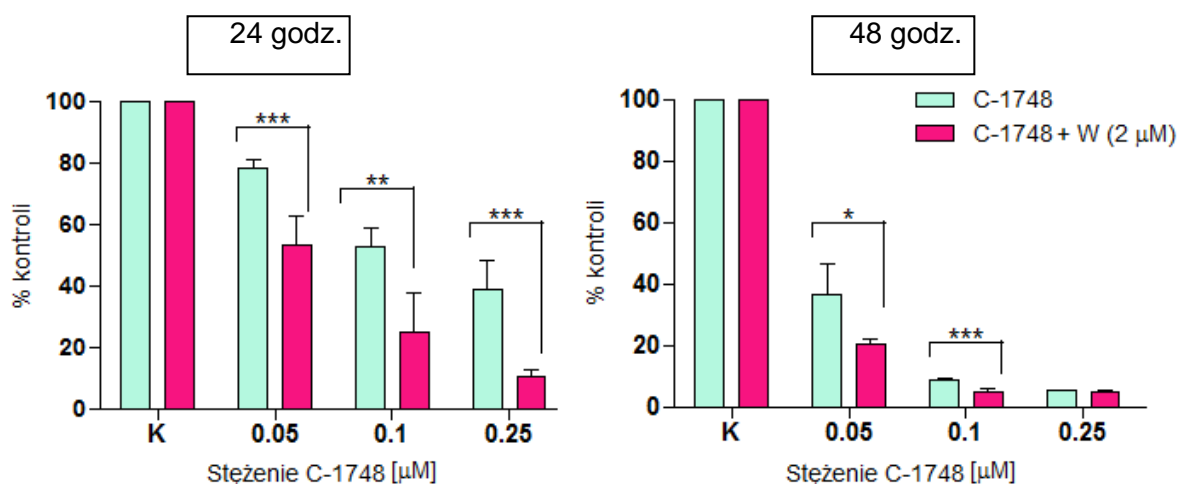 24 godz.
% kontroli
100
80
60
40
20
0
***
**
***
K 0.05 0.1 0.25
Stężenie C-1748 [µM]
48 godz.
C-1748
C-1748 + W (2 µM)
% kontroli
100
80
60
40
20
0
*
***
K 0.05 0.1 0.25
Stężenie C-1748 [µM]